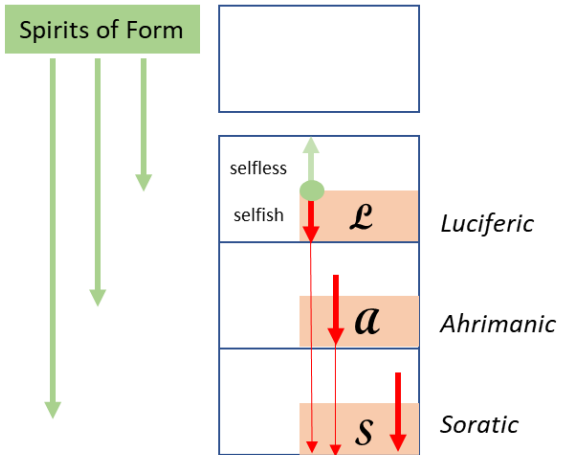 Spirits of Form
selfless
selfish
ℒ
Luciferic
𝒜
Ahrimanic
𝒮
Soratic